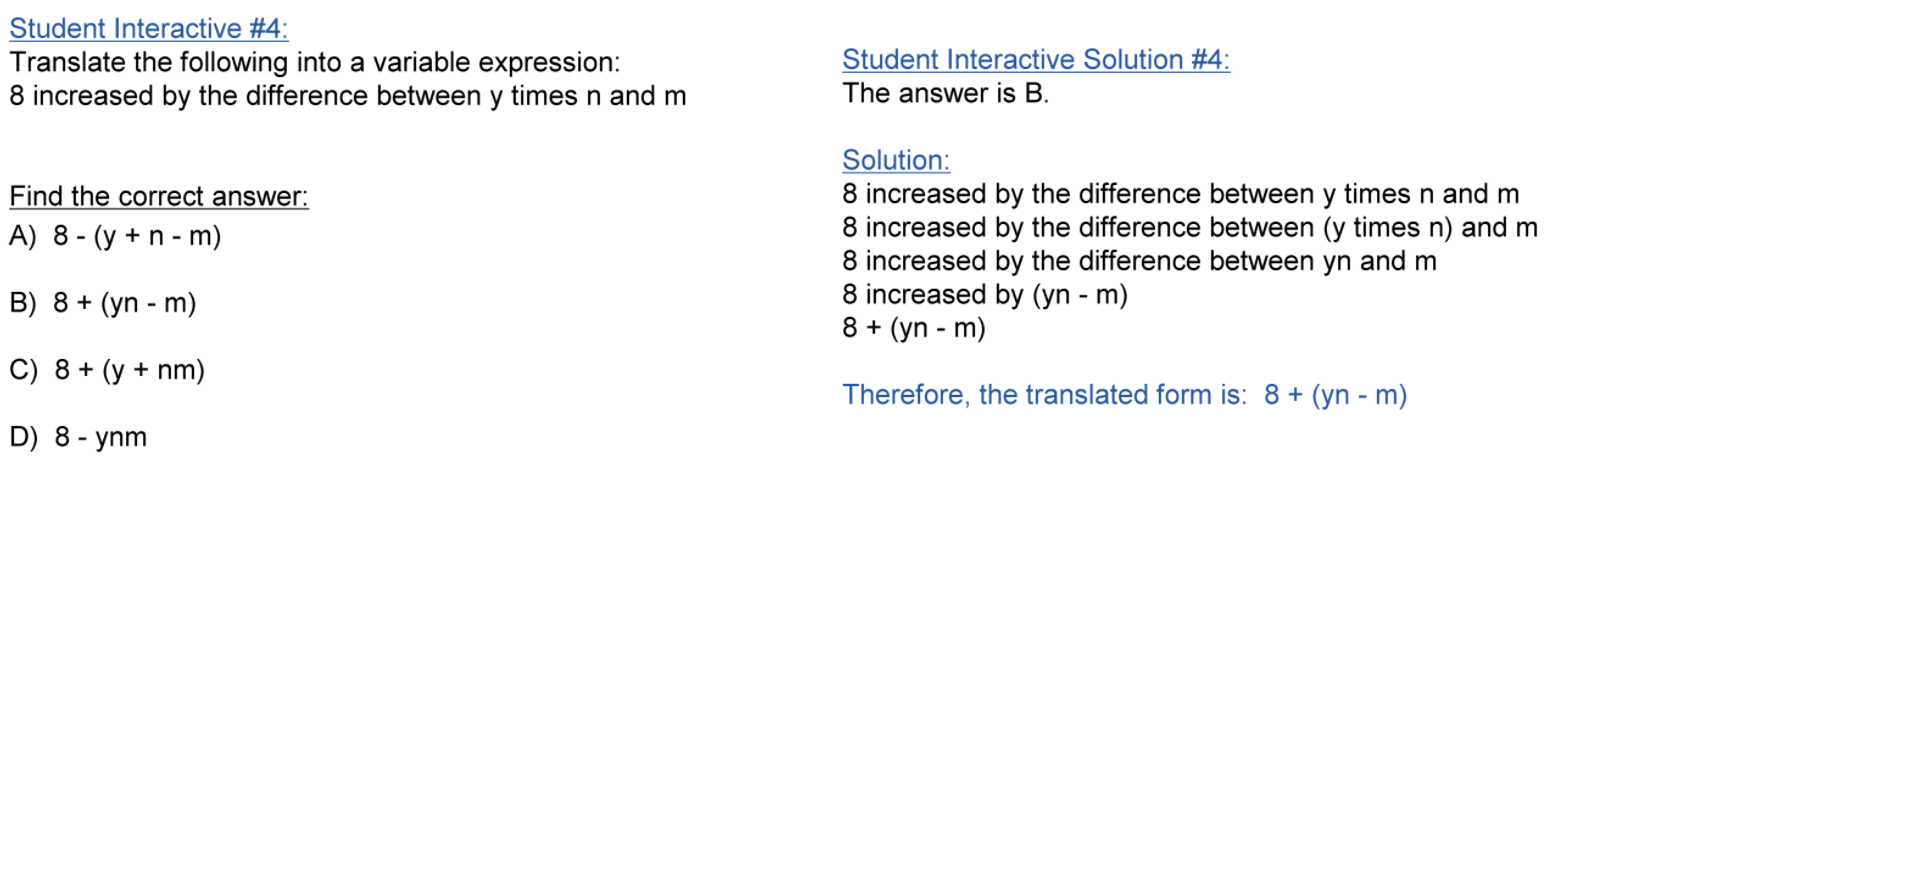 Student Interactive #4:
Translate the following into a variable expression:
8 increased by the difference between y times n and m
Find the correct answer:
A)  8 - (y + n - m)
B)  8 + (yn - m)
C)  8 + (y + nm)
D)  8 - ynm
Student Interactive Solution #4:
The answer is B.
Solution:
8 increased by the difference between y times n and m
8 increased by the difference between (y times n) and m
8 increased by the difference between yn and m
8 increased by (yn - m)
8 + (yn - m)
Therefore, the translated form is:  8 + (yn - m)